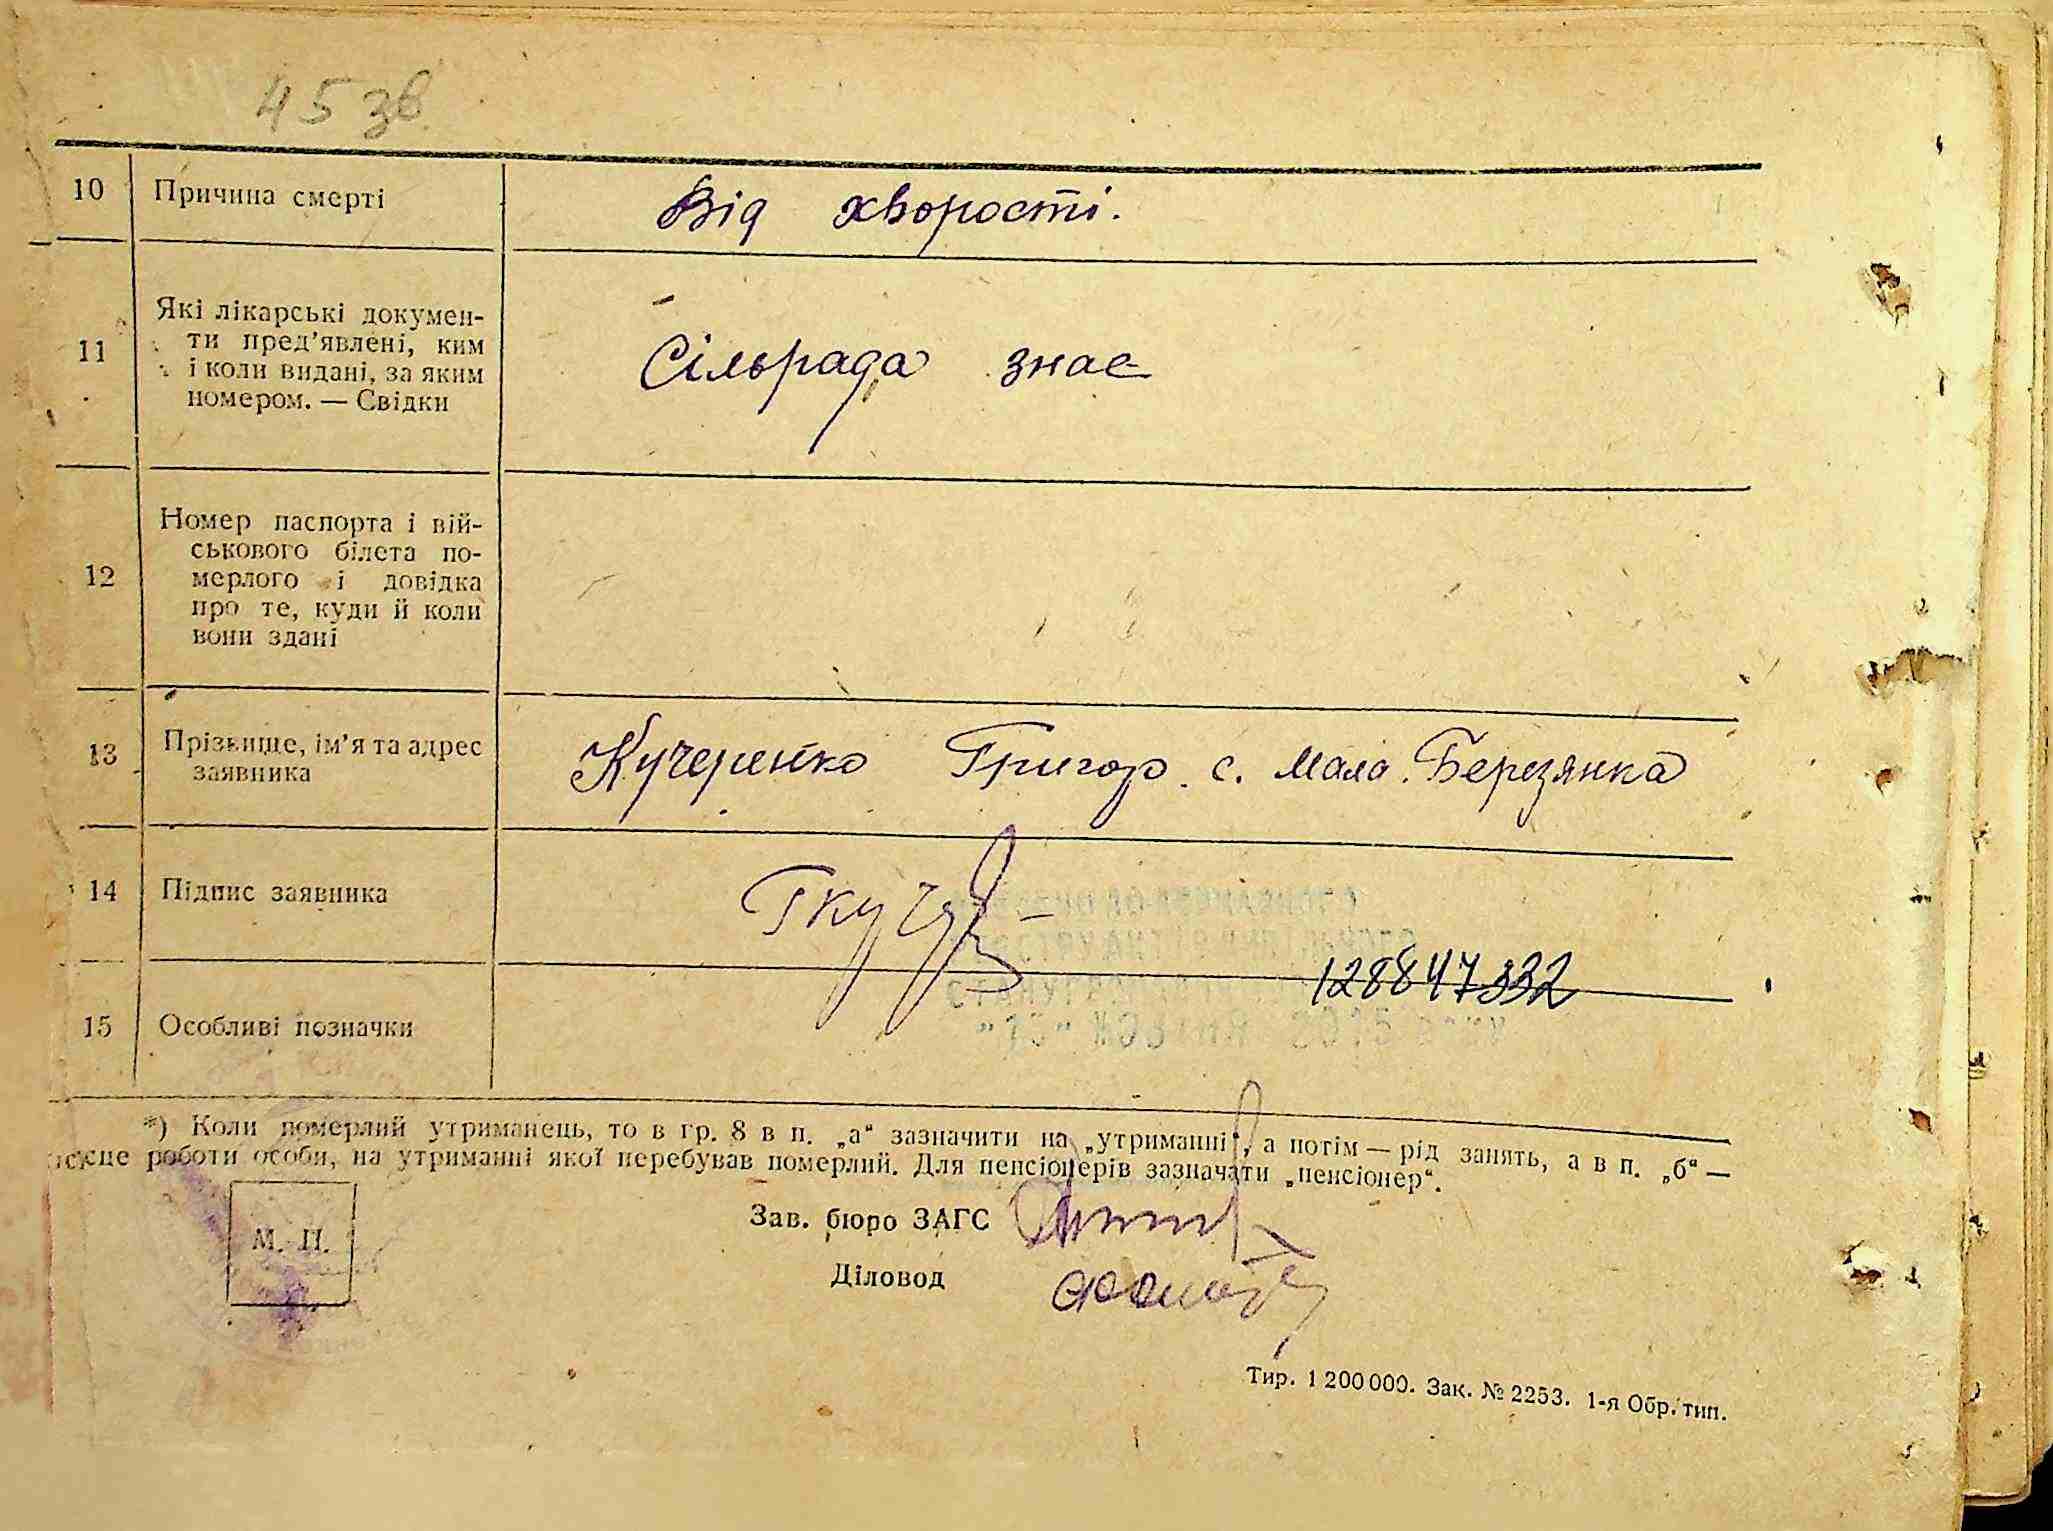 45 зв
10 Причина смерті Від хворости.
11 Які лікарські докумен-
ти пред’явлені, ким
і коли видані, за яким
номером. — Свідки
Сільрада знає
12 Номер паспорта і вій-
ськового білета по-
мерлого і довідка
про те, куди й коли
вони здані
13 Прізвище, ім’я та адрес
заявника
Кучеренко Григор. с. Мала Березянка
14 Підпис заявника
128847332
15 Особливі позначки
*) Коли померлий утриманець, то в гр. 8 в п. „а“ зазначити на „утриманні“, а потім — рід занять, а в п. „б“ —
роботи особи, на утриманні якої перебував померлий. Для пенсіонерів зазначати „пенсіонер“.
М. П.
Зав. бюро ЗАГС
Діловод
Тир. 1 200 000. Зак. № 2253. 1-я Обр. тип.